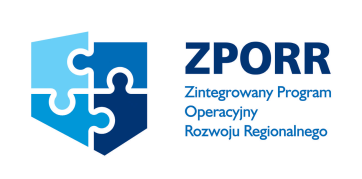 ZPORR
Zintegrowany Program
Operacyjny
Rozwoju Regionalnego